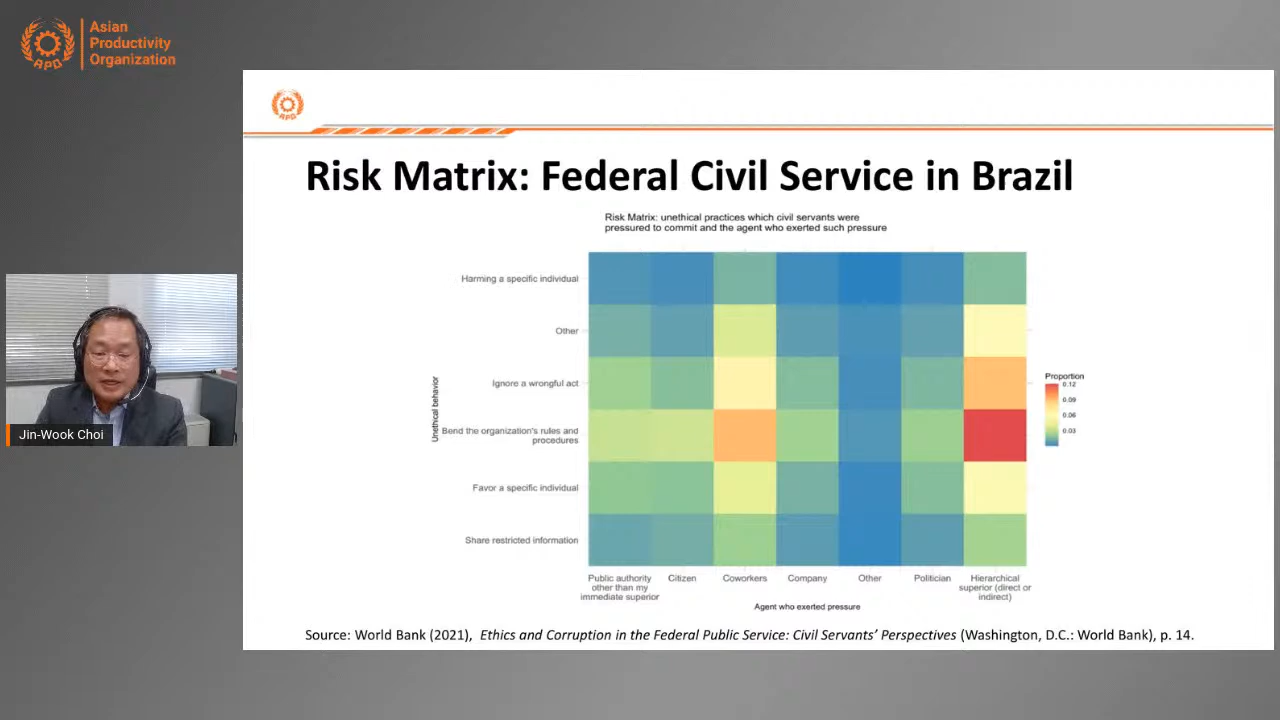 Asian
Productivity
Organization
APO
APO
Risk Matrix: Federal Civil Service in Brazil
Risk Matrix: unethical practices which civil servants were
pressured to commit and the agent who exerted such pressure
Unethical behavior
Harming a specific individual
Other
Ignore a wrongful act
Bend the organization's rules and
procedures
Favor a specific individual
Share restricted information
Proportion
0.12
0.09
0.06
0.03
Public authority
other than my
immediate superior
Citizen
Coworkers
Company
Other
Politician
Hierarchical
superior (direct or
indirect)
Agent who exerted pressure
Source: World Bank (2021), Ethics and Corruption in the Federal Public Service: Civil Servants’ Perspectives (Washington, D.C.: World Bank), p. 14.
Jin-Wook Choi